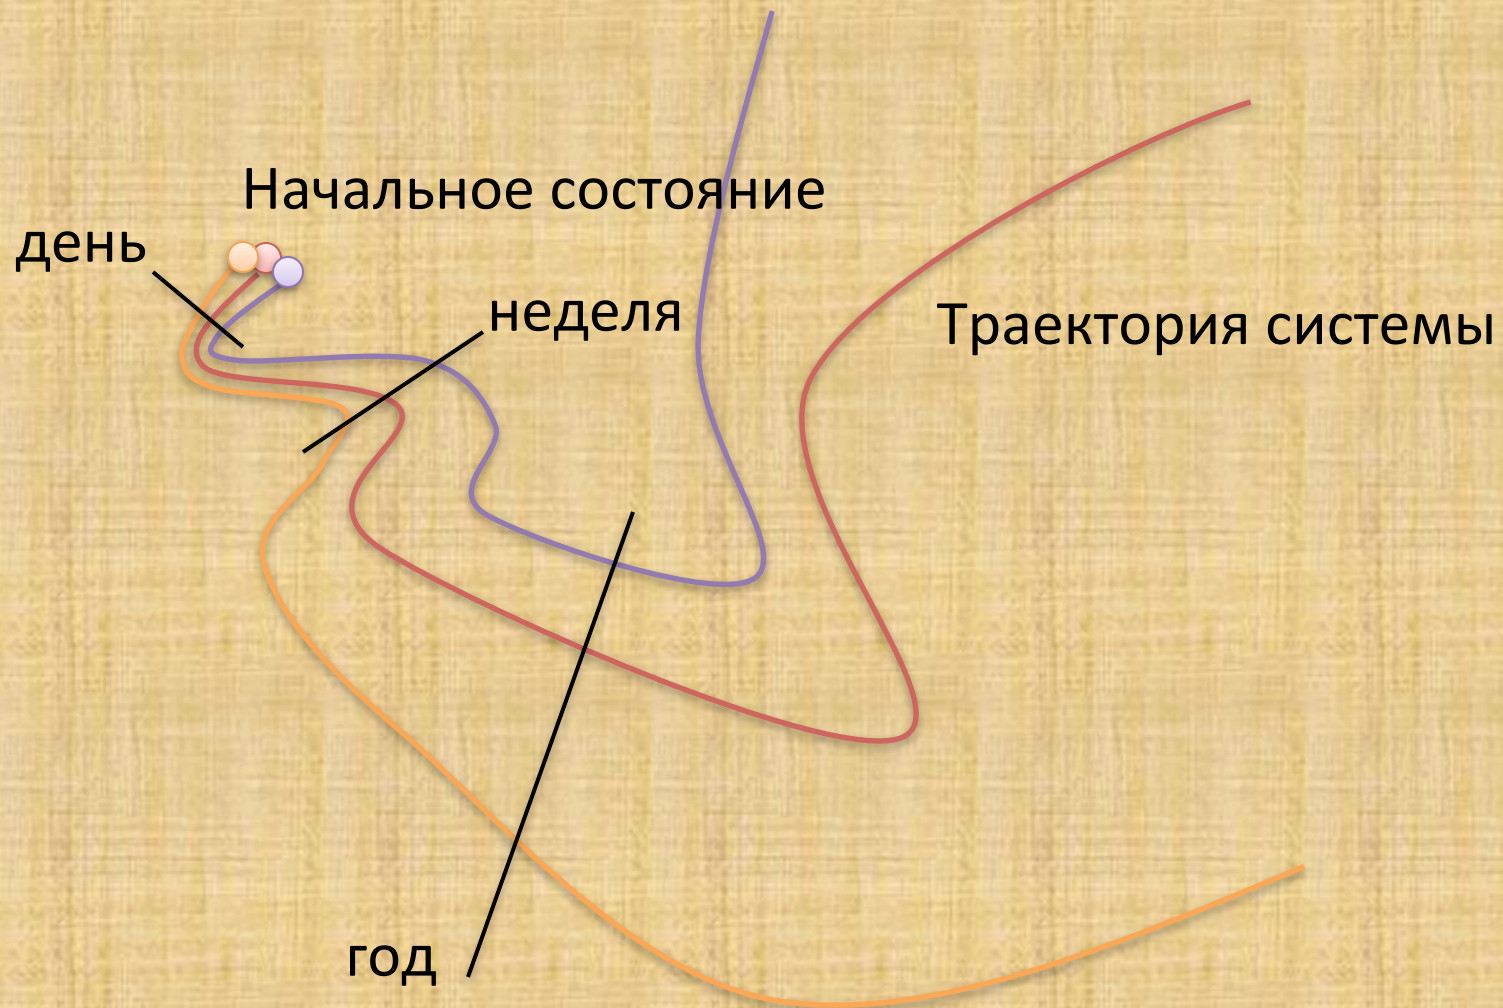 Начальное состояние
день
неделя
Траектория системы
год